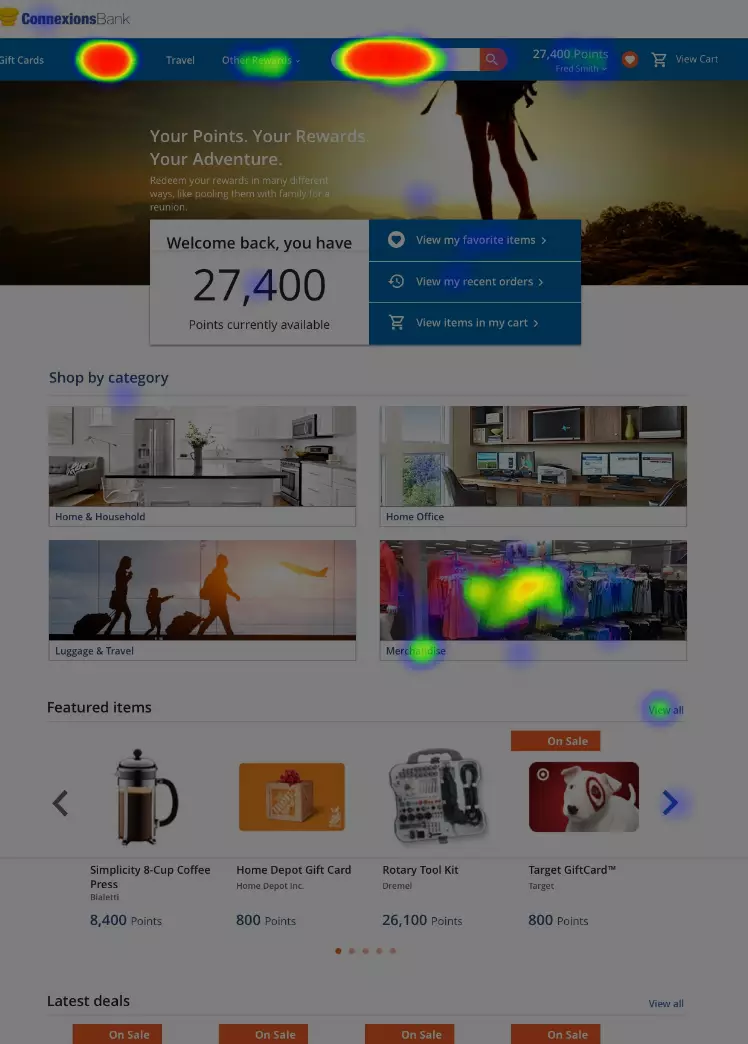 ConnexionsBank
Gift Cards
Travel
Other Rewards
27,400 Points
Fred Smith
View Cart
Your Points. Your Rewards.
Your Adventure.
Redeem your rewards in many different
ways, like pooling them with family for a
reunion.
Welcome back, you have
27,400
Points currently available
View my favorite items
View my recent orders
View items in my cart
Shop by category
Home & Household
Home Office
Luggage & Travel
Merchandise
Featured items
View all
On Sale
Simplicity 8-Cup Coffee
Press
Bialetti
8,400 Points
Home Depot Gift Card
Home Depot Inc.
800 Points
Rotary Tool Kit
Dremel
26,100 Points
Target GiftCard™
Target
800 Points
Latest deals
View all
On Sale
On Sale
On Sale
On Sale